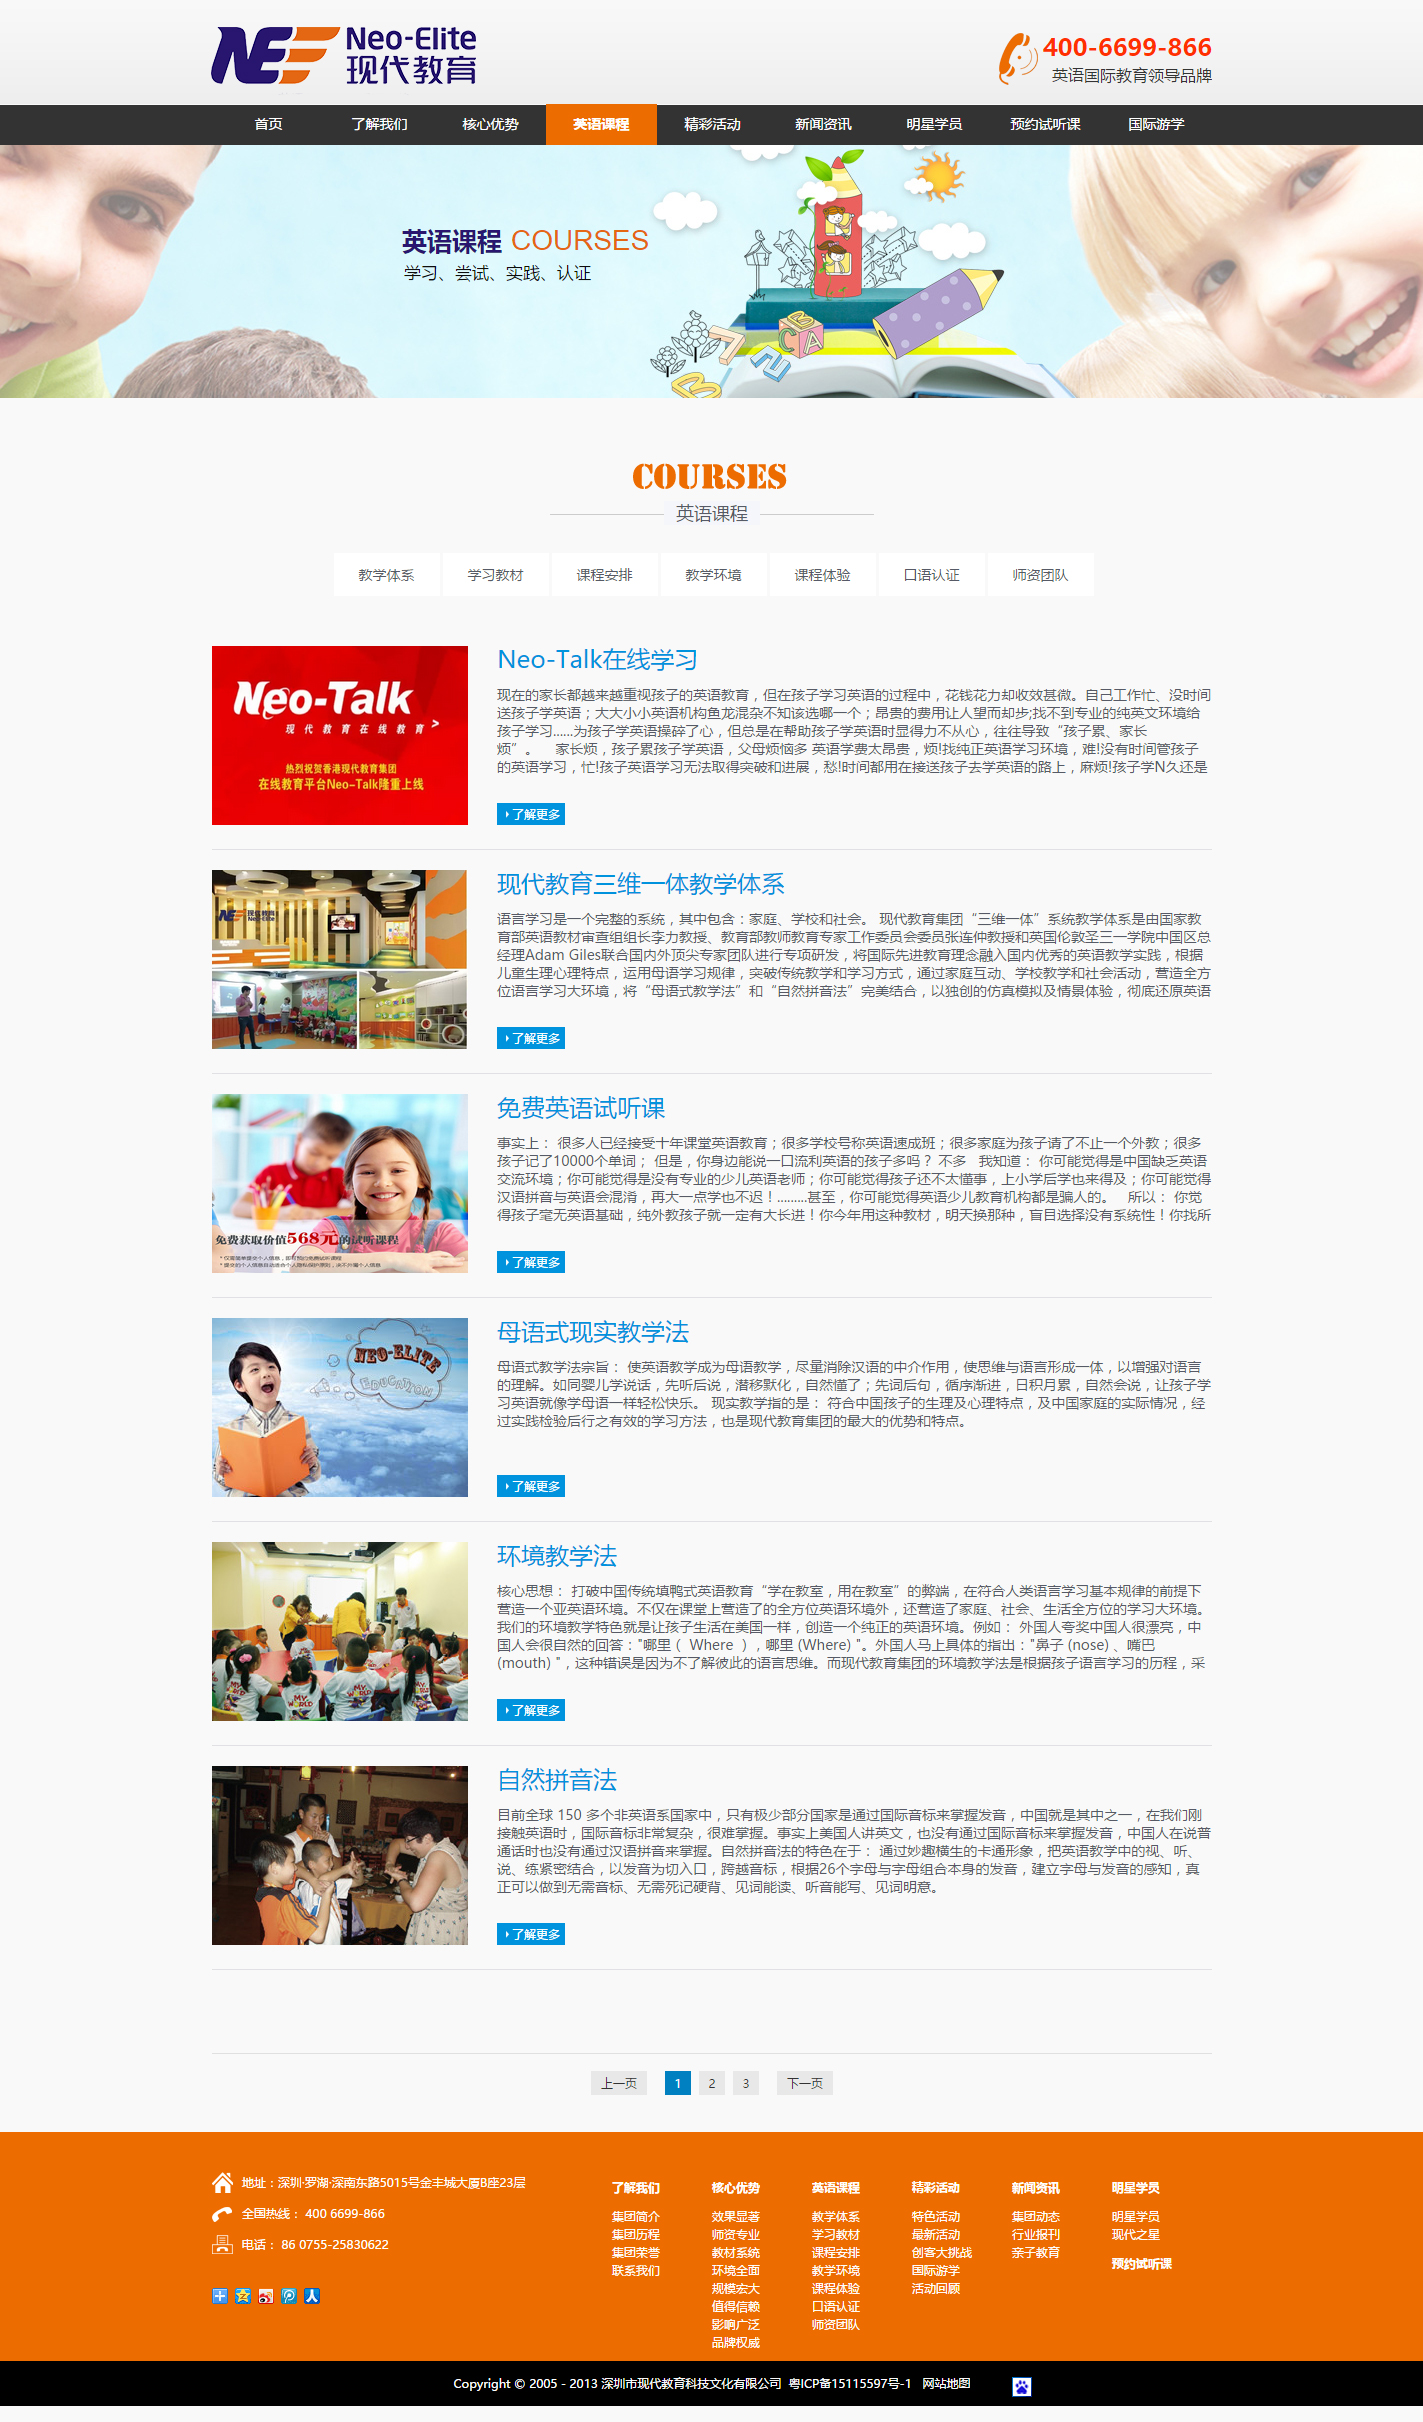 Neo-Elite
现代教育
400-6699-866
英语国际教育领导品牌
首页 了解我们 核心优势 英语课程 精彩活动 新闻资讯 明星学员 预约试听课 国际游学
英语课程 COURSES
学习、尝试、实践、认证
COURSES
英语课程
教学体系 学习教材 课程安排 教学环境 课程体验 口语认证 师资团队
Neo-Talk
现代教育在线教育
热烈祝贺香港现代教育集团
在线教育平台Neo-Talk隆重上线
Neo-Talk在线学习
现在的家长都越来越重视孩子的英语教育，但在孩子学习英语的过程中，花钱花力却收效甚微。自己工作忙、没时间
送孩子学英语；大大小小英语机构鱼龙混杂不知该选哪一个；昂贵的费用让人望而却步;找不到专业的纯英文环境给
孩子学习......为孩子学英语操碎了心，但总是在帮助孩子学英语时显得力不从心，往往导致“孩子累、家长
烦”。 家长烦，孩子累孩子学英语，父母烦恼多 英语学费太昂贵，烦!找纯正英语学习环境，难!没有时间管孩子
的英语学习，忙!孩子英语学习无法取得突破和进展，愁!时间都用在接送孩子去学英语的路上，麻烦!孩子学N久还是
了解更多
现代教育
Neo-Elite
现代教育三维一体教学体系
语言学习是一个完整的系统，其中包含：家庭、学校和社会。 现代教育集团“三维一体”系统教学体系是由国家教
育部英语教材审查组组长李力教授、教育部教师教育专家工作委员会委员张连仲教授和英国伦敦圣三一学院中国区总
经理Adam Giles联合国内外顶尖专家团队进行专项研发，将国际先进教育理念融入国内优秀的英语教学实践，根据
儿童生理心理特点，运用母语学习规律，突破传统教学和学习方式，通过家庭互动、学校教学和社会活动，营造全方
位语言学习大环境，将“母语式教学法”和“自然拼音法”完美结合，以独创的仿真模拟及情景体验，彻底还原英语
了解更多
免费获取价值568元的试听课程
免费英语试听课
事实上： 很多人已经接受十年课堂英语教育；很多学校号称英语速成班；很多家庭为孩子请了不止一个外教；很多
孩子记了10000个单词； 但是，你身边能说一口流利英语的孩子多吗？ 不多 我知道： 你可能觉得是中国缺乏英语
交流环境；你可能觉得是没有专业的少儿英语老师；你可能觉得孩子还不太懂事，上小学后学也来得及；你可能觉得
汉语拼音与英语会混淆，再大一点学也不迟！.........甚至，你可能觉得英语少儿教育机构都是骗人的。 所以： 你觉
得孩子毫无英语基础，纯外教孩子就一定有大长进！你今年用这种教材，明天换那种，盲目选择没有系统性！你找所
了解更多
NEO-ELITE
EDUCATION
母语式现实教学法
母语式教学法宗旨： 使英语教学成为母语教学，尽量消除汉语的中介作用，使思维与语言形成一体，以增强对语言
的理解。如同婴儿学说话，先听后说，潜移默化，自然懂了；先词后句，循序渐进，日积月累，自然会说，让孩子学
习英语就像学母语一样轻松快乐。 现实教学指的是： 符合中国孩子的生理及心理特点，及中国家庭的实际情况，经
过实践检验后行之有效的学习方法，也是现代教育集团的最大的优势和特点。
了解更多
MY WORLD
环境教学法
核心思想： 打破中国传统填鸭式英语教育“学在教室，用在教室”的弊端，在符合人类语言学习基本规律的前提下
营造一个亚英语环境。不仅在课堂上营造了的全方位英语环境外，还营造了家庭、社会、生活全方位的学习大环境。
我们的环境教学特色就是让孩子生活在美国一样，创造一个纯正的英语环境。例如： 外国人夸奖中国人很漂亮，中
国人会很自然的回答："哪里（ Where ），哪里 (Where) "。外国人马上具体的指出："鼻子 (nose) 、嘴巴
(mouth) "，这种错误是因为不了解彼此的语言思维。而现代教育集团的环境教学法是根据孩子语言学习的历程，采
了解更多
自然拼音法
目前全球 150 多个非英语系国家中，只有极少部分国家是通过国际音标来掌握发音，中国就是其中之一，在我们刚
接触英语时，国际音标非常复杂，很难掌握。事实上美国人讲英文，也没有通过国际音标来掌握发音，中国人在说普
通话时也没有通过汉语拼音来掌握。自然拼音法的特色在于： 通过妙趣横生的卡通形象，把英语教学中的视、听、
说、练紧密结合，以发音为切入口，跨越音标，根据26个字母与字母组合本身的发音，建立字母与发音的感知，真
正可以做到无需音标、无需死记硬背、见词能读、听音能写、见词明意。
了解更多
上一页 1 2 3 下一页
地址：深圳·罗湖·深南东路5015号金丰城大厦B座23层
全国热线： 400 6699-866
电话： 86 0755-25830622
了解我们
集团简介
集团历程
集团荣誉
联系我们
核心优势
效果显著
师资专业
教材系统
环境全面
规模宏大
值得信赖
影响广泛
品牌权威
英语课程
教学体系
学习教材
课程安排
教学环境
课程体验
口语认证
师资团队
精彩活动
特色活动
最新活动
创客大挑战
国际游学
活动回顾
新闻资讯
集团动态
行业报刊
亲子教育
明星学员
明星学员
现代之星
预约试听课
Copyright © 2005 - 2013 深圳市现代教育科技文化有限公司 粤ICP备15115597号-1 网站地图